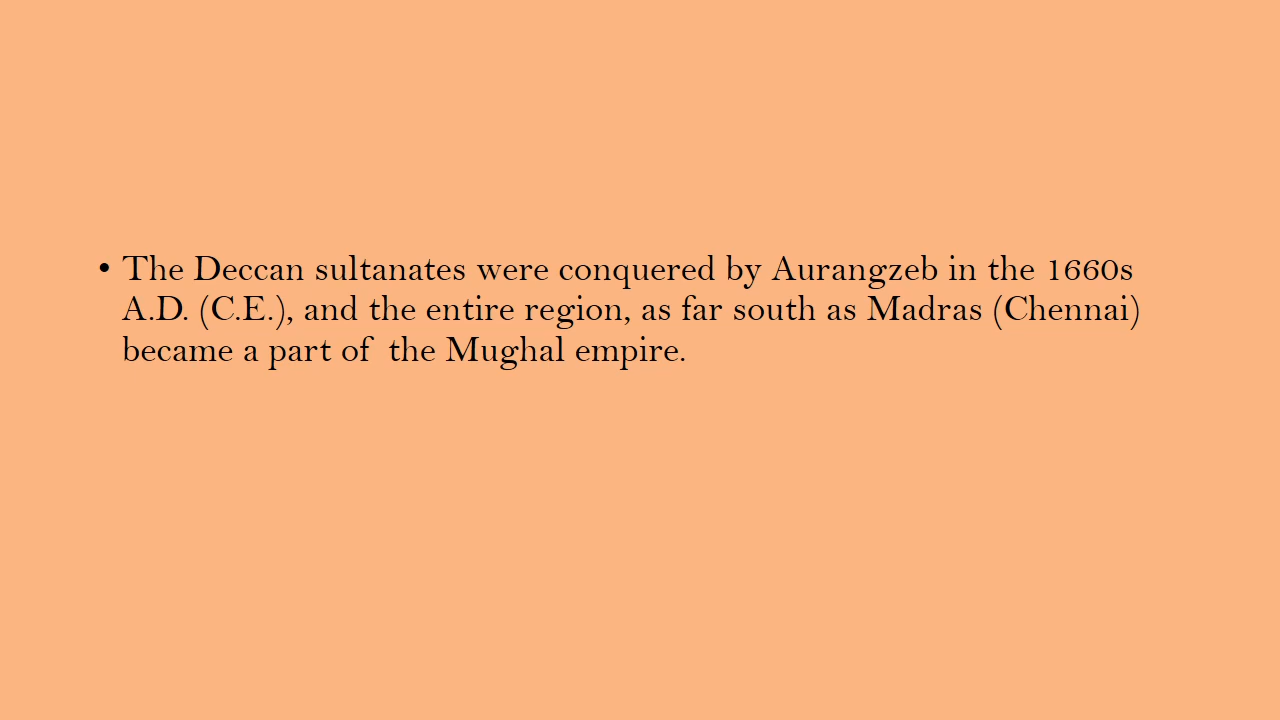 • The Deccan sultanates were conquered by Aurangzeb in the 1660s
A.D. (C.E.), and the entire region, as far south as Madras (Chennai)
became a part of  the Mughal empire.